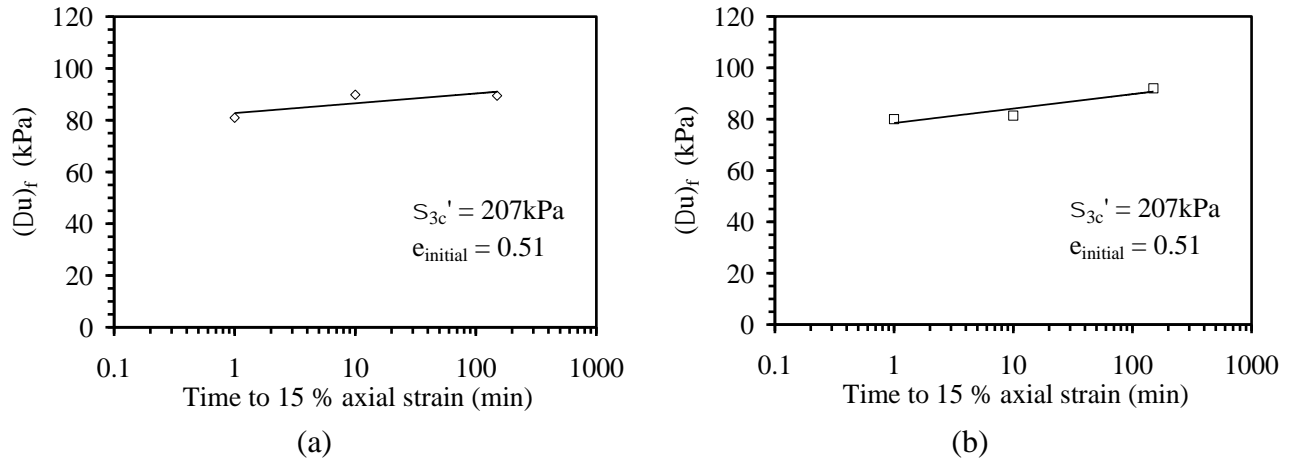 120
100
80
60
40
20
0
(Du)f (kPa)
S3c' = 207kPa
einitial = 0.51
0.1 1 10 100 1000
Time to 15 % axial strain (min)
(a)
120
100
80
60
40
20
0
(Du)f (kPa)
S3c' = 207kPa
einitial = 0.51
0.1 1 10 100 1000
Time to 15 % axial strain (min)
(b)